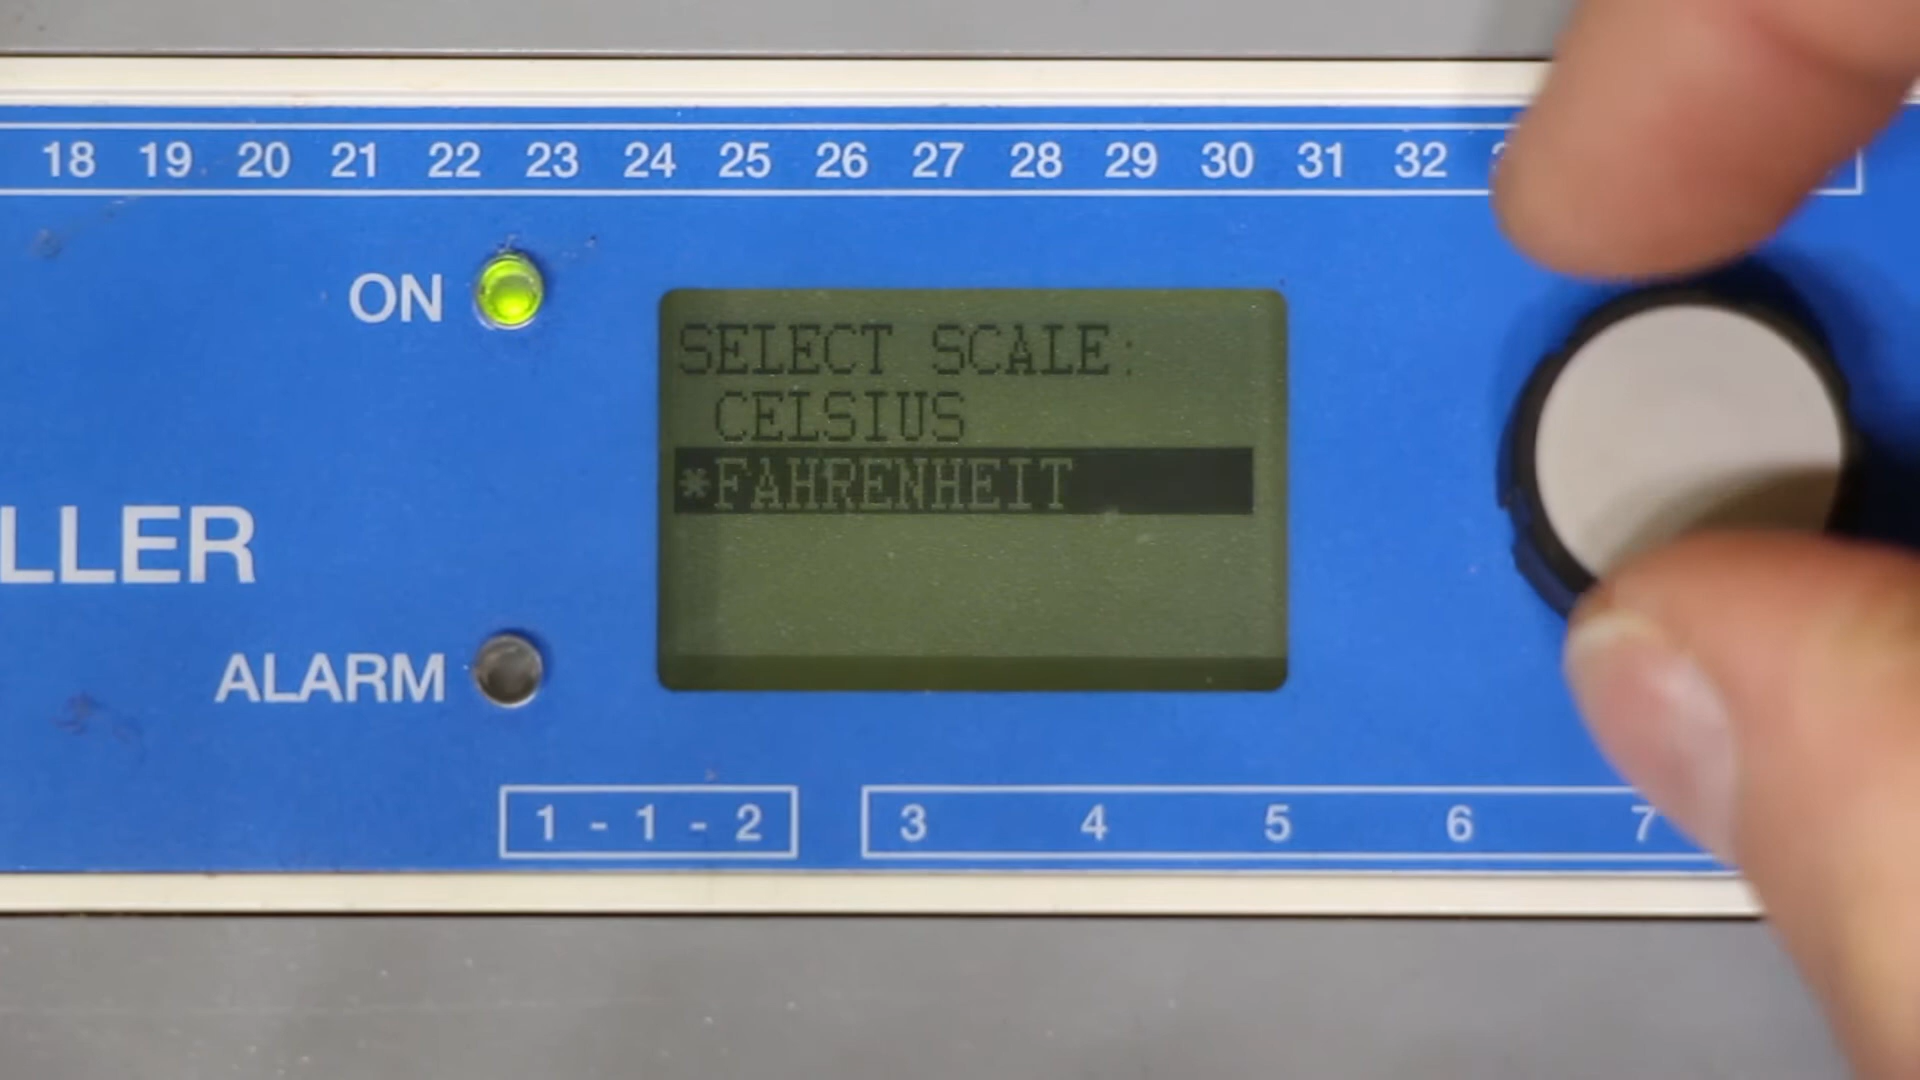 18 19 20 21 22 23 24 25 26 27 28 29 30 31 32
ON
SELECT SCALE:
CELSIUS
*FAHRENHEIT
LLER
ALARM
1 - 1 - 2 3 4 5 6 7